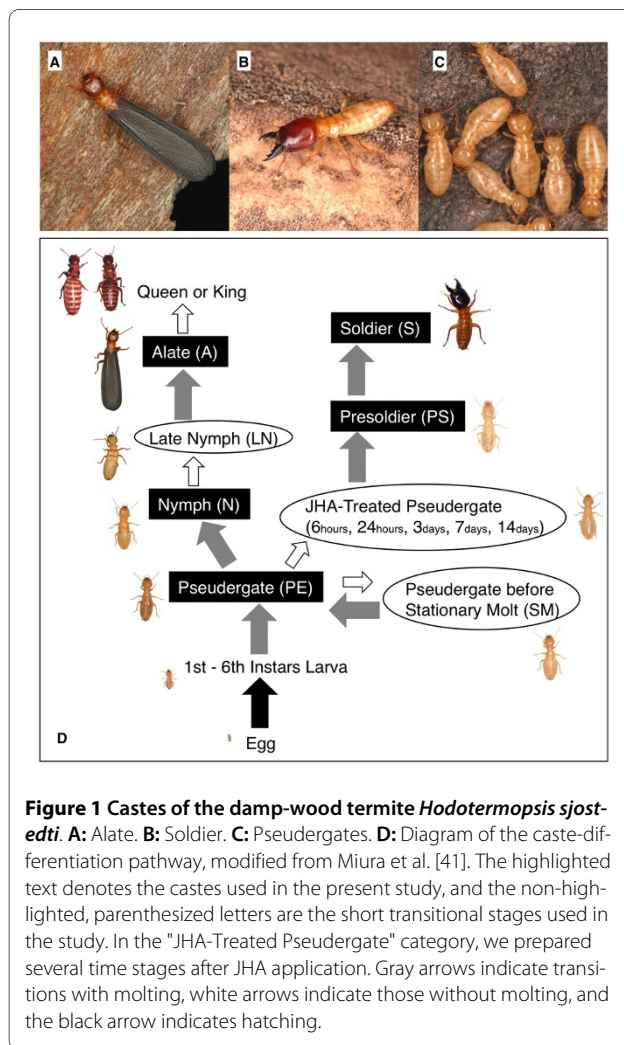 A
B
C
Queen or King
Alate (A)
Soldier (S)
Late Nymph (LN)
Presoldier (PS)
Nymph (N)
JHA-Treated Pseudergate
(6hours, 24hours, 3days, 7days, 14days)
Pseudergate (PE)
Pseudergate before
Stationary Molt (SM)
1st - 6th Instars Larva
D
Egg
Figure 1 Castes of the damp-wood termite Hodotermopsis sjost-
edti. A: Alate. B: Soldier. C: Pseudergates. D: Diagram of the caste-dif-
ferentiation pathway, modified from Miura et al. [41]. The highlighted
text denotes the castes used in the present study, and the non-high-
lighted, parenthesized letters are the short transitional stages used in
the study. In the "JHA-Treated Pseudergate" category, we prepared
several time stages after JHA application. Gray arrows indicate transi-
tions with molting, white arrows indicate those without molting, and
the black arrow indicates hatching.